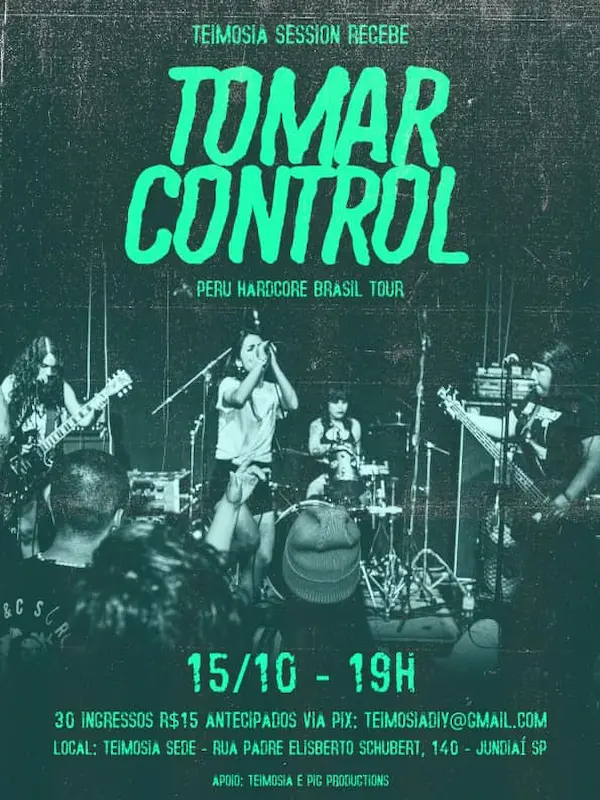 TEIMOSIA SESSION RECEBE
TOMAR
CONTROL
PERU HARDCORE BRASIL TOUR
15/10 - 19H
30 INGRESSOS R$15 ANTECIPADOS VIA PIX: TEIMOSIADIY@GMAIL.COM
LOCAL: TEIMOSIA SEDE - RUA PADRE ELISBERTO SCHUBERT, 140 - JUNDIAÍ SP
APOIO: TEIMOSIA E PIG PRODUCTIONS